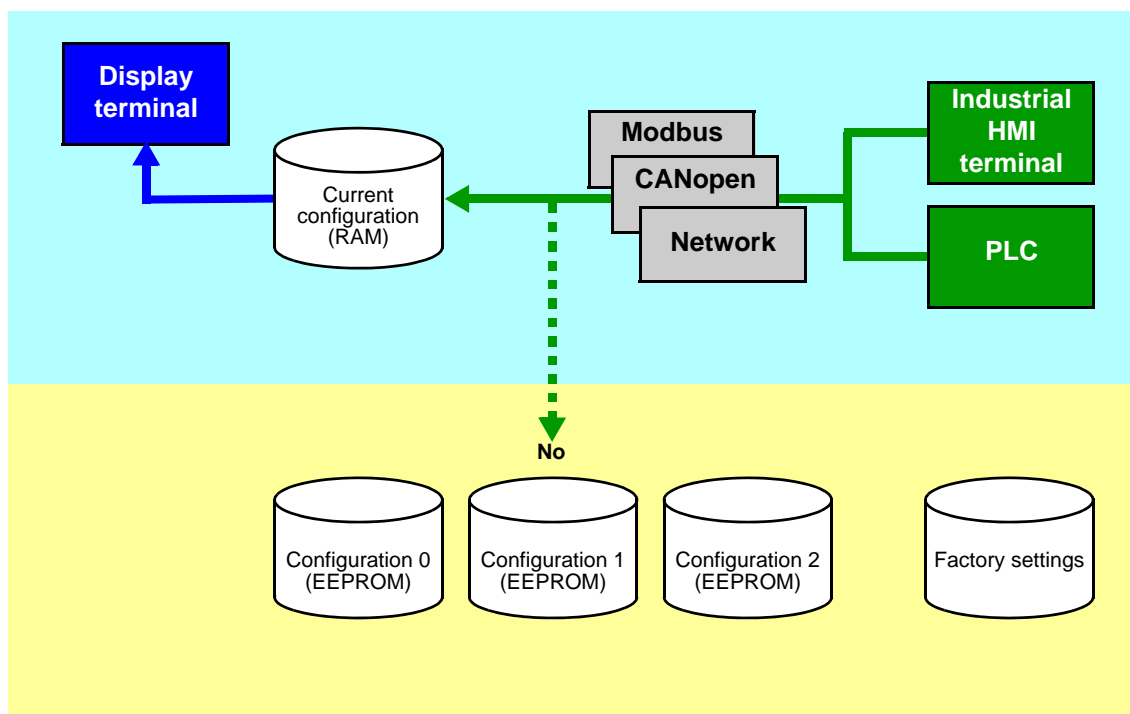 Display
terminal
Current
configuration
(RAM)
Modbus
CANopen
Network
Industrial
HMI
terminal
PLC
No
Configuration 0
(EEPROM)
Configuration 1
(EEPROM)
Configuration 2
(EEPROM)
Factory settings